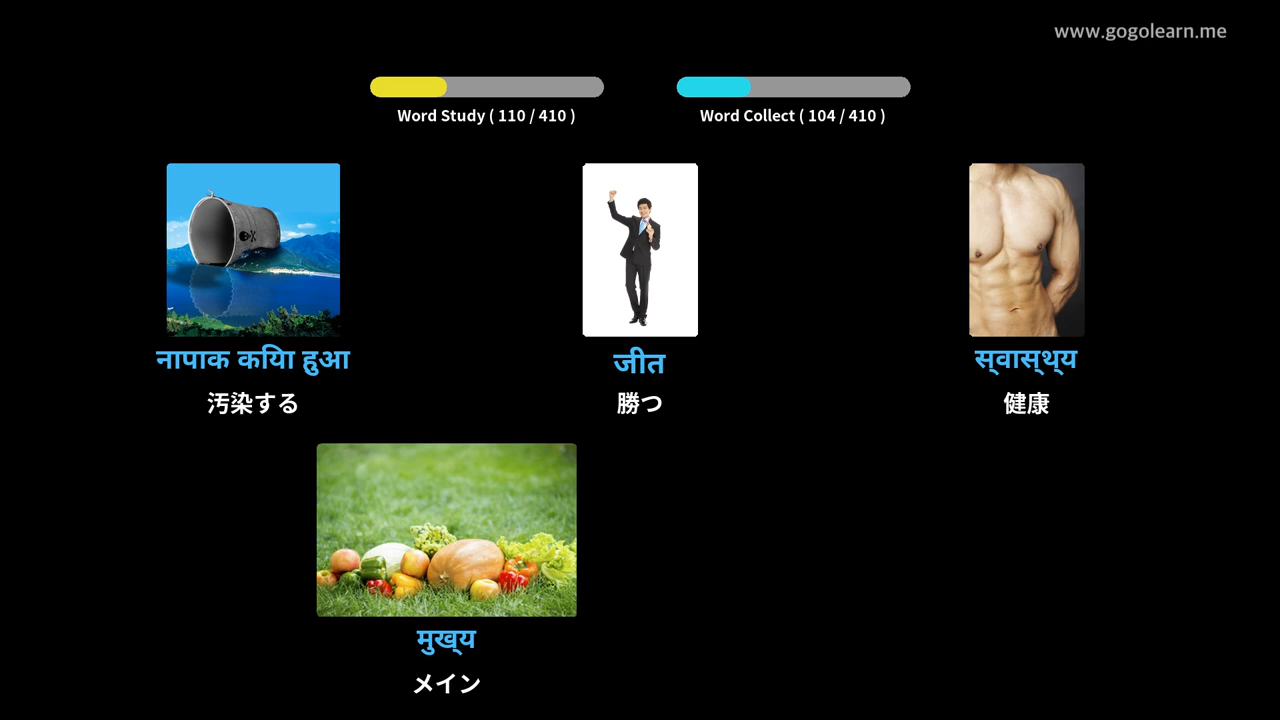 www.gogolearn.me
Word Study ( 110 / 410 )
Word Collect ( 104 / 410 )
नापाक कयिा हुआ
जीत
स्वास्थ्य
汚染する
勝つ
健康
मुख्य
メイン